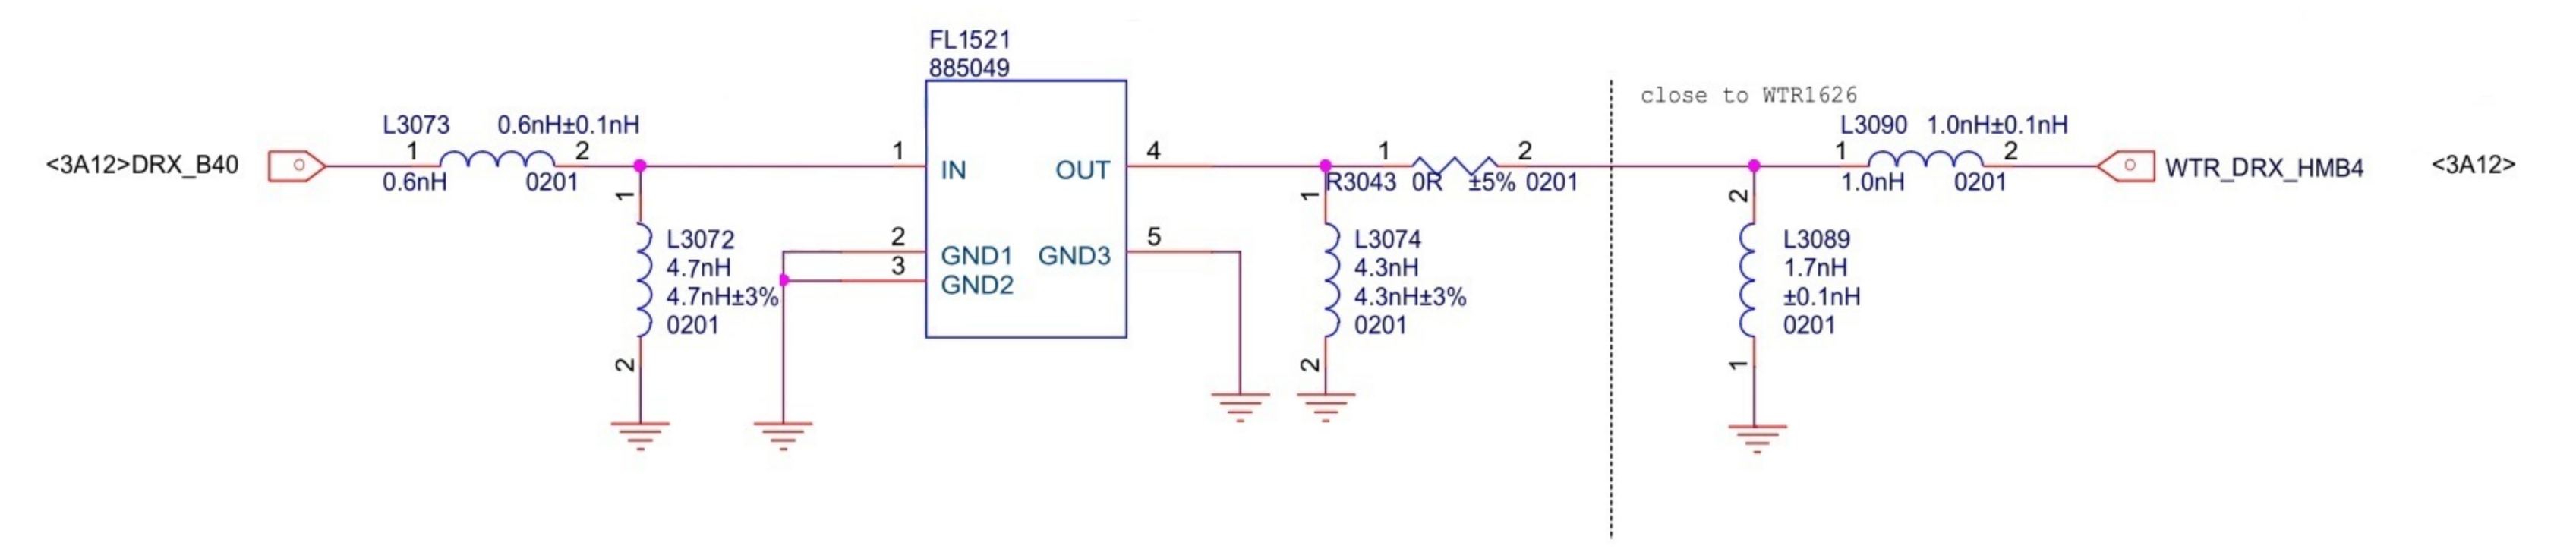 FL1521
885049
close to WTR1626
L3073 0.6nH±0.1nH
L3090 1.0nH±0.1nH
<3A12>DRX_B40
1 2
0.6nH 0201
1 IN
OUT 4
1 2
R3043 0R ±5% 0201
1 2
1.0nH 0201
WTR_DRX_HMB4 <3A12>
1
L3072
4.7nH
4.7nH±3%
0201
2
2 GND1
3 GND2
GND3 5
1
L3074
4.3nH
4.3nH±3%
0201
2
2
L3089
1.7nH
±0.1nH
0201
1